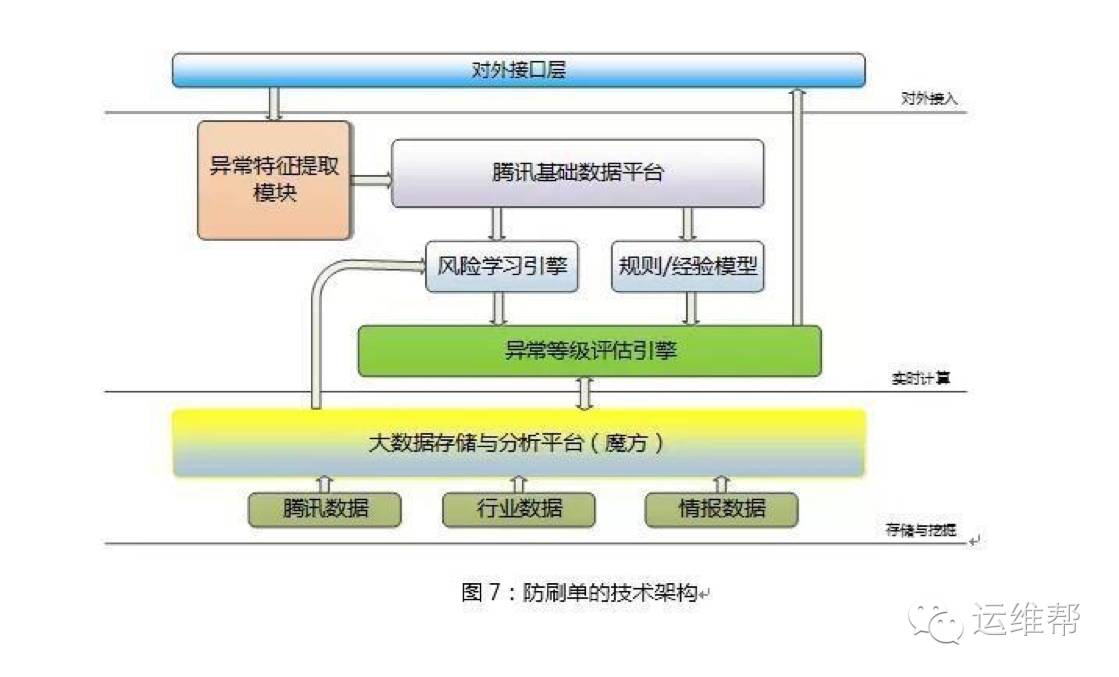 对外接口层
对外接入
异常特征提取
模块
腾讯基础数据平台
风险学习引擎
规则/经验模型
异常等级评估引擎
实时计算
大数据存储与分析平台（魔方）
腾讯数据
行业数据
情报数据
存储与挖掘
图 7：防刷单的技术架构
运维帮